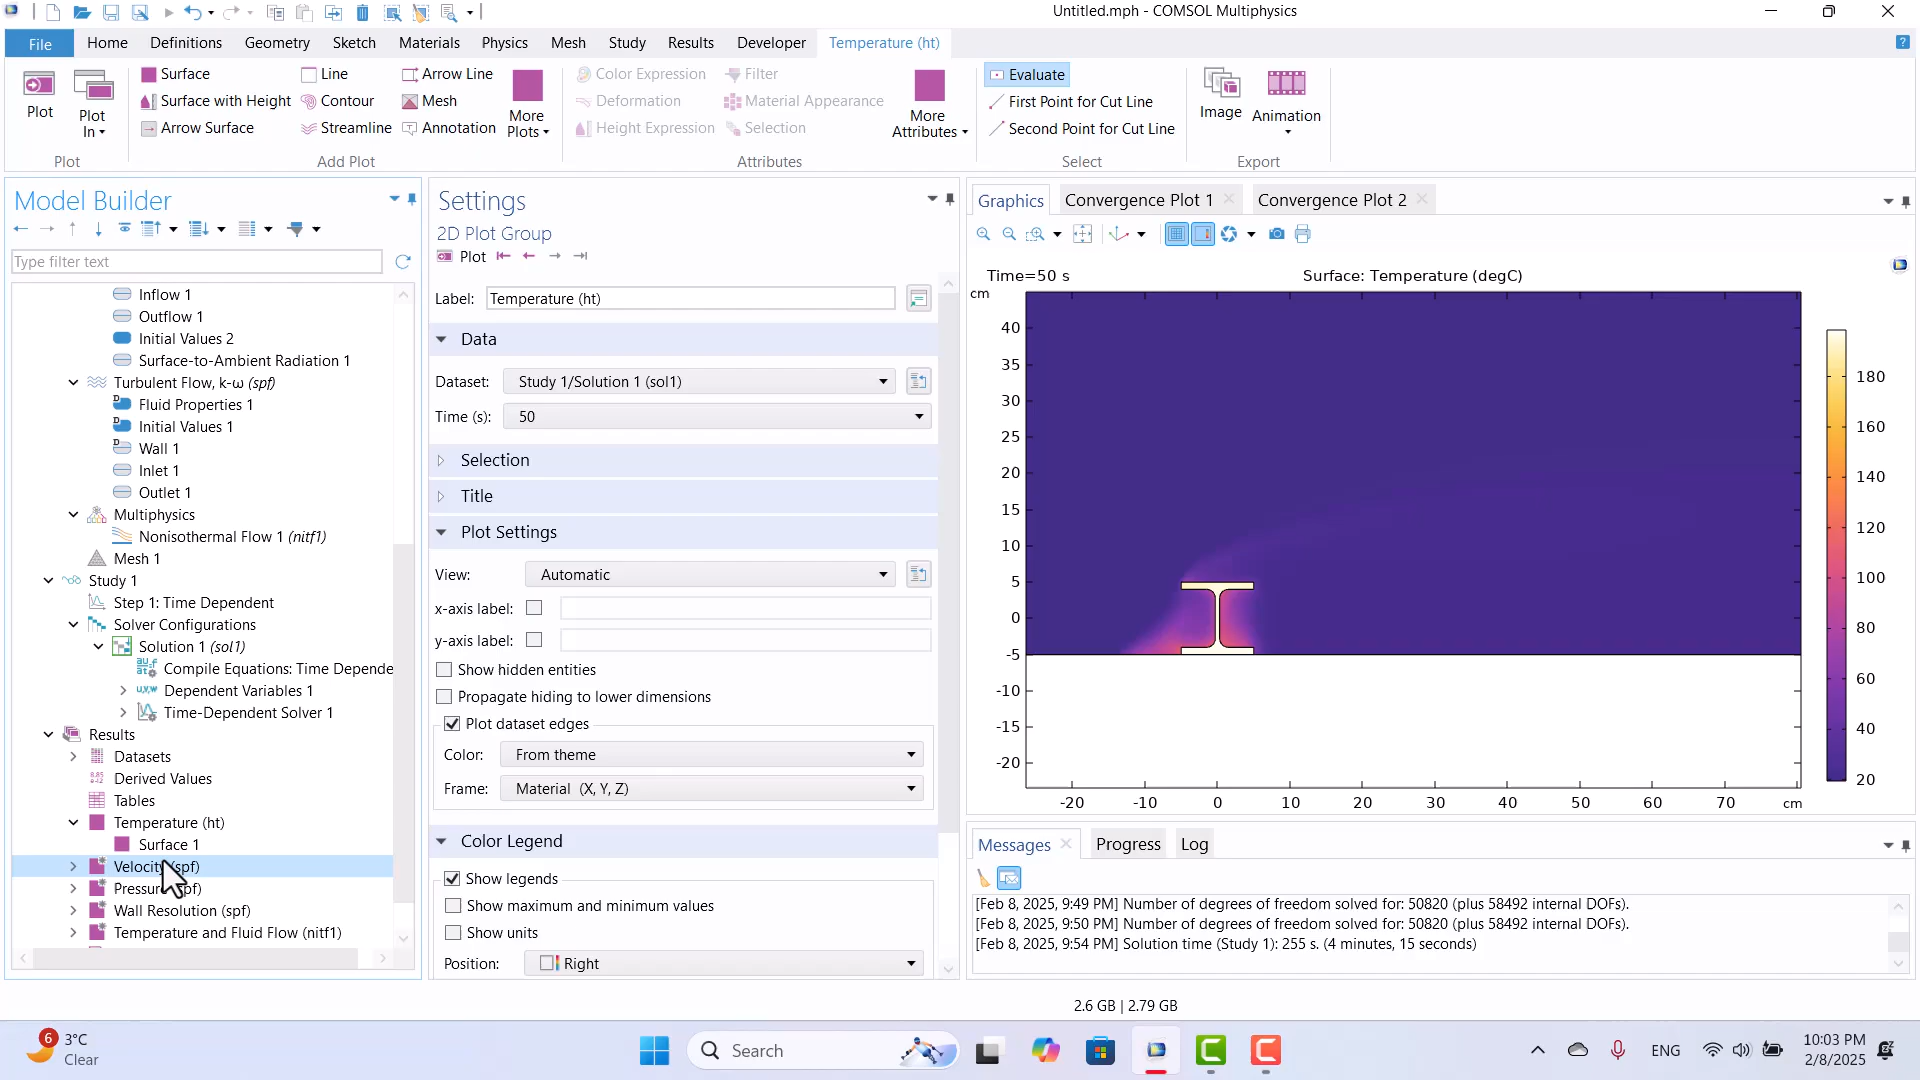 Untitled.mph - COMSOL Multiphysics
File
Home
Definitions
Geometry
Sketch
Materials
Physics
Mesh
Study
Results
Developer
Temperature (ht)
Plot
Plot In
Surface
Surface with Height
Arrow Surface
Line
Contour
Streamline
Arrow Line
Mesh
Annotation
More Plots
Color Expression
Deformation
Height Expression
Filter
Material Appearance
Selection
More Attributes
Evaluate
First Point for Cut Line
Second Point for Cut Line
Image
Animation
Plot
Add Plot
Attributes
Select
Export
Model Builder
Type filter text
Inflow 1
Outflow 1
Initial Values 2
Surface-to-Ambient Radiation 1
Turbulent Flow, k-ω (spf)
Fluid Properties 1
Initial Values 1
Wall 1
Inlet 1
Outlet 1
Multiphysics
Nonisothermal Flow 1 (nitf1)
Mesh 1
Study 1
Step 1: Time Dependent
Solver Configurations
Solution 1 (sol1)
Compile Equations: Time Depende
Dependent Variables 1
Time-Dependent Solver 1
Results
Datasets
Derived Values
Tables
Temperature (ht)
Surface 1
Velocity (spf)
Pressure (spf)
Wall Resolution (spf)
Temperature and Fluid Flow (nitf1)
Settings
2D Plot Group
Plot
Label: Temperature (ht)
Data
Dataset: Study 1/Solution 1 (sol1)
Time (s): 50
Selection
Title
Plot Settings
View: Automatic
x-axis label:
y-axis label:
Show hidden entities
Propagate hiding to lower dimensions
Plot dataset edges
Color: From theme
Frame: Material (X, Y, Z)
Color Legend
Show legends
Show maximum and minimum values
Show units
Position: Right
Graphics
Convergence Plot 1
Convergence Plot 2
Time=50 s
Surface: Temperature (degC)
cm
40
35
30
25
20
15
10
5
0
-5
-10
-15
-20
-20 -10 0 10 20 30 40 50 60 70 cm
180
160
140
120
100
80
60
40
20
Messages
Progress
Log
[Feb 8, 2025, 9:49 PM] Number of degrees of freedom solved for: 50820 (plus 58492 internal DOFs).
[Feb 8, 2025, 9:50 PM] Number of degrees of freedom solved for: 50820 (plus 58492 internal DOFs).
[Feb 8, 2025, 9:54 PM] Solution time (Study 1): 255 s. (4 minutes, 15 seconds)
2.6 GB | 2.79 GB
6
3°C
Clear
Search
ENG
10:03 PM
2/8/2025